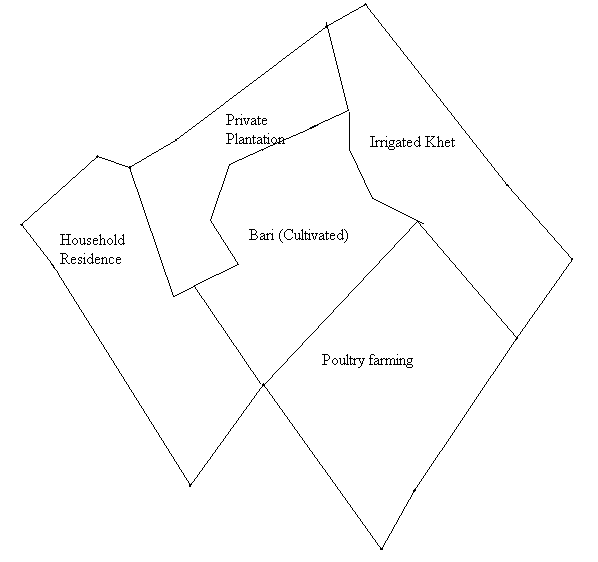 Private
Plantation
Irrigated Khet
Household
Residence
Bari (Cultivated)
Poultry farming